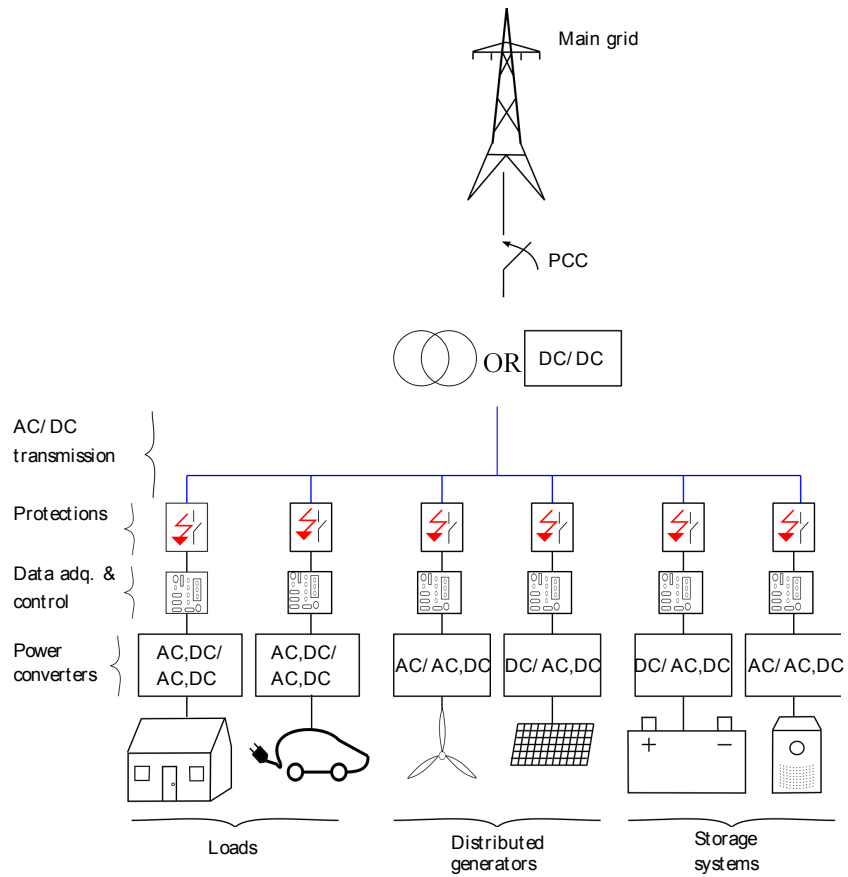 Main grid
PCC
OR
DC/DC
AC/DC
transmission
Protections
Data adq. &
control
Power
converters
AC,DC/
AC,DC
AC,DC/
AC,DC
AC/AC,DC
DC/AC,DC
DC/AC,DC
AC/AC,DC
+
−
Loads
Distributed
generators
Storage
systems